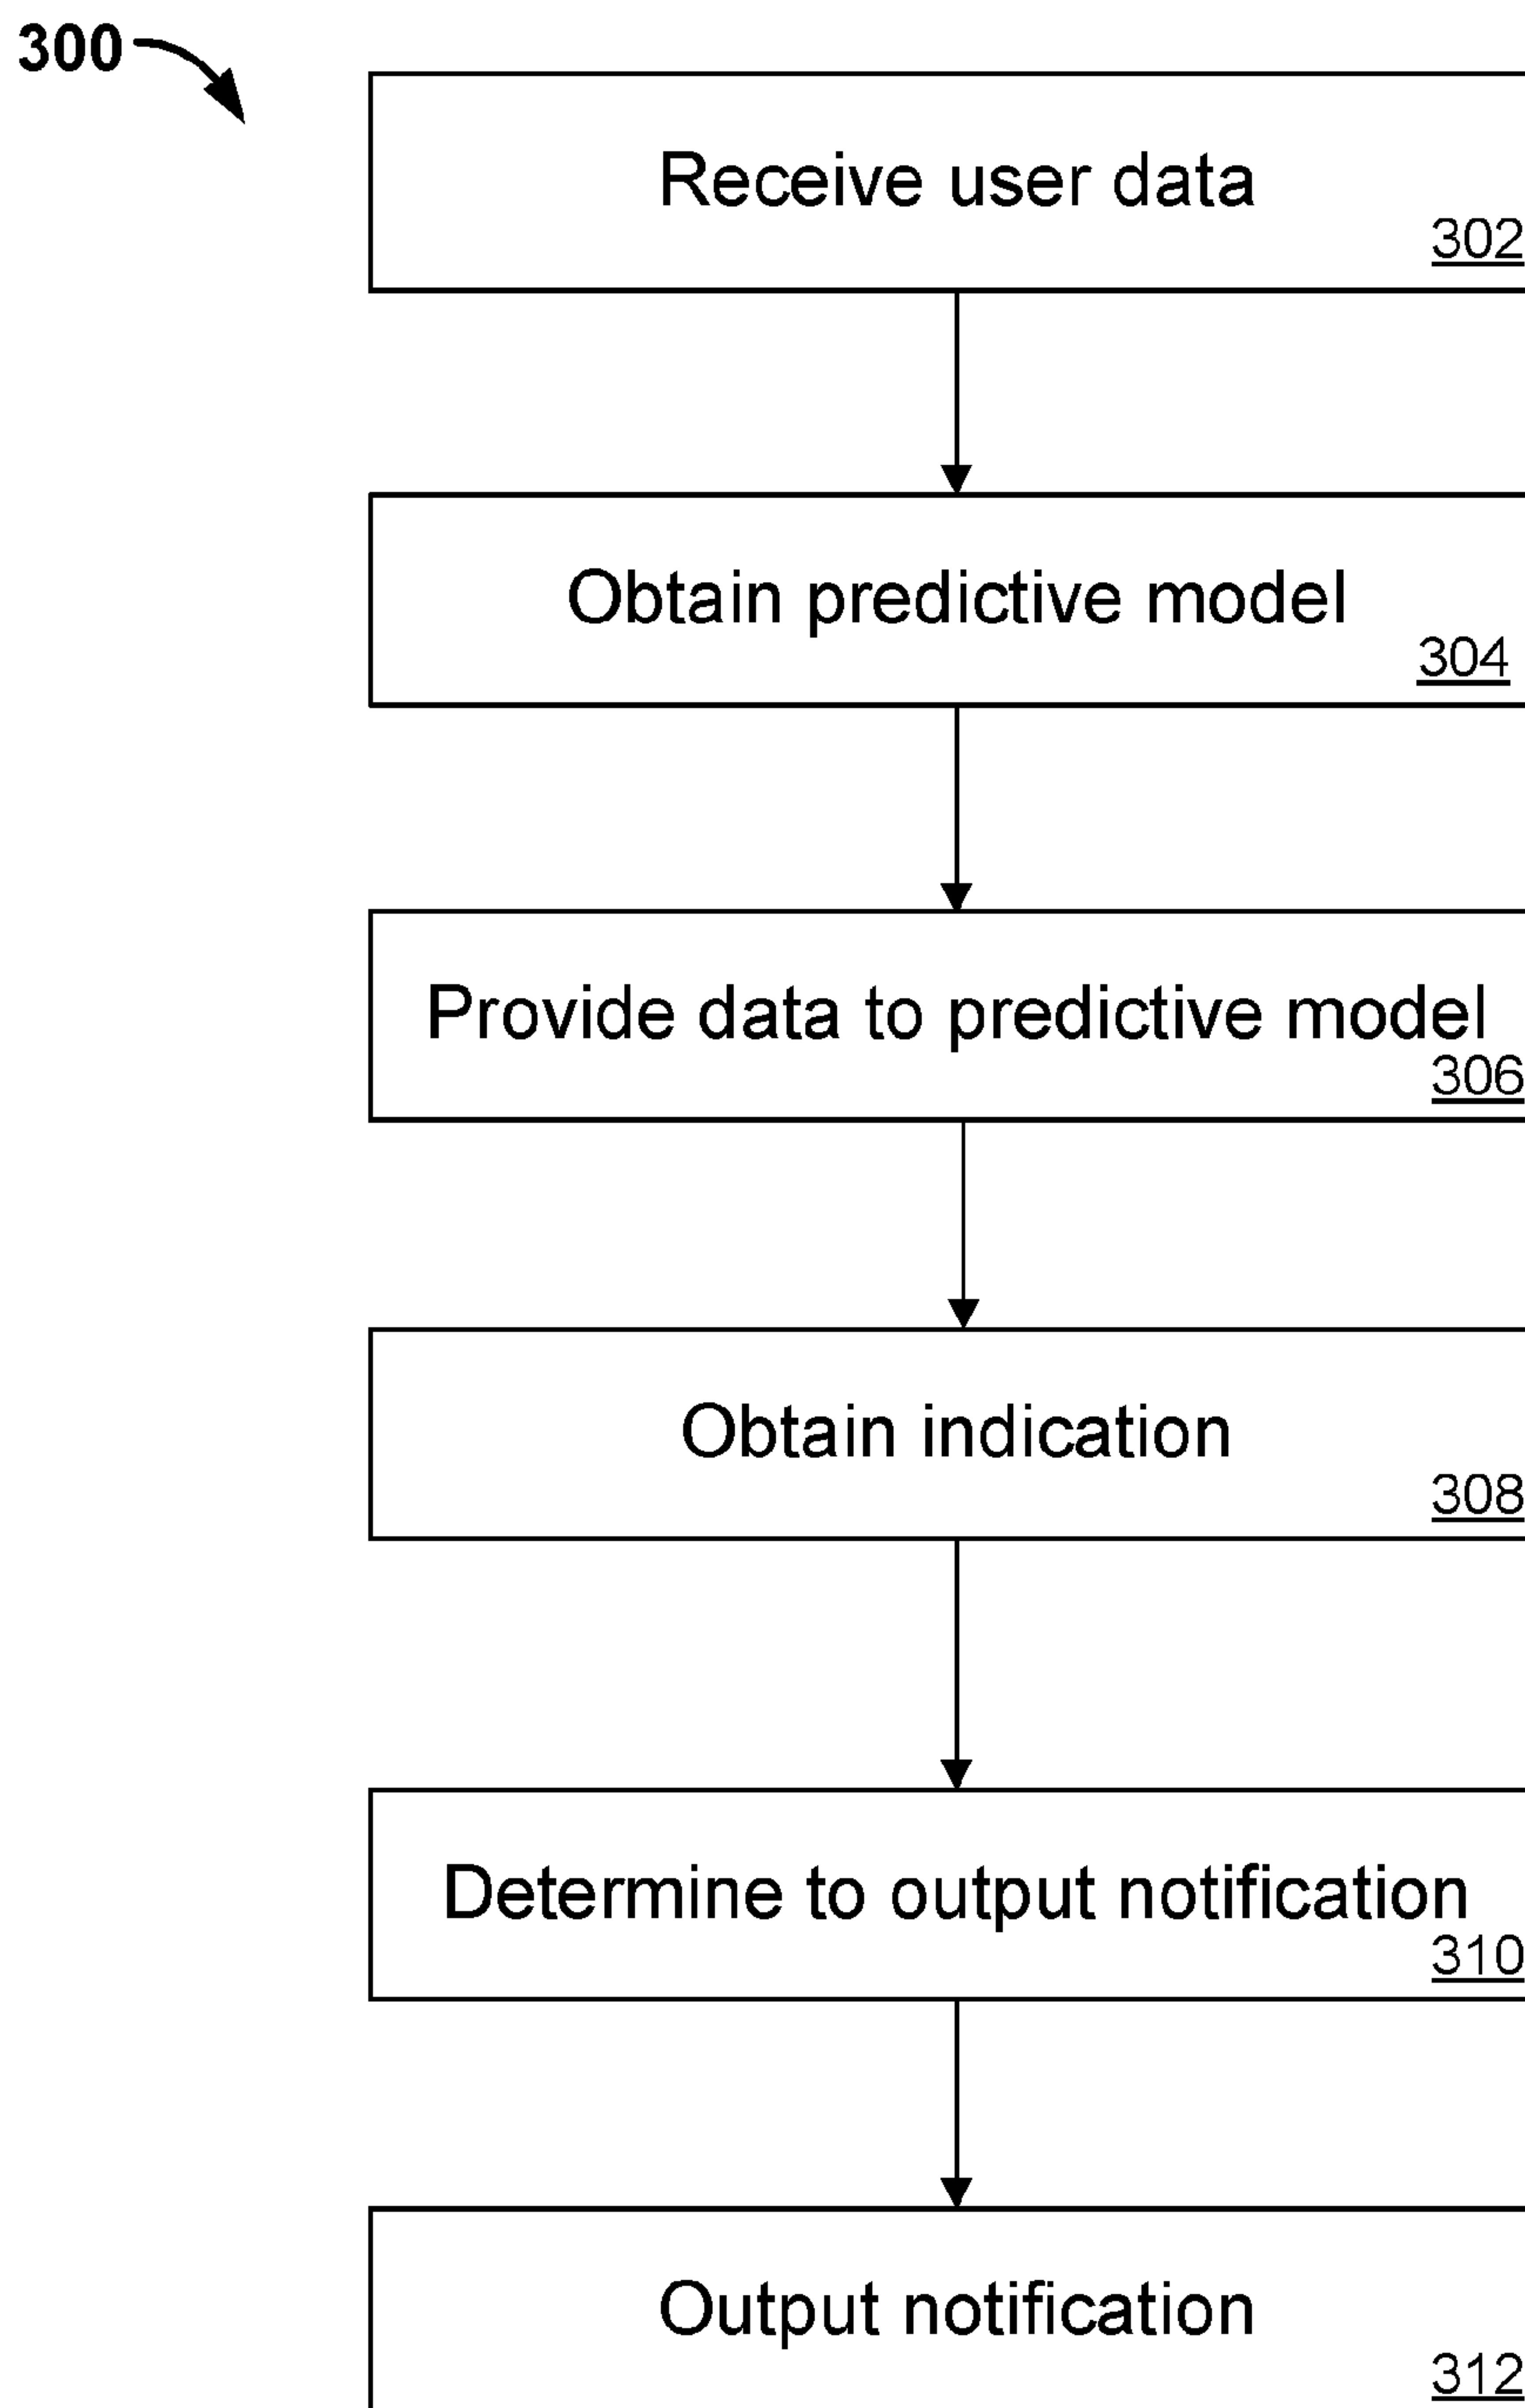 300
Receive user data
302
Obtain predictive model
304
Provide data to predictive model
306
Obtain indication
308
Determine to output notification
310
Output notification
312